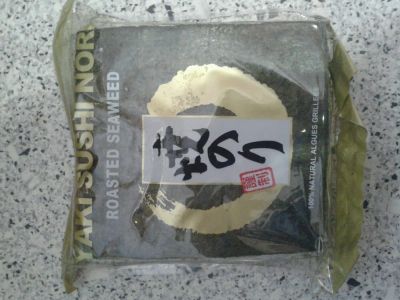 YAKI SUSHI NORI
ROASTED SEAWEED
焼のり
100% NATURAL ALGUES GRILLÉES